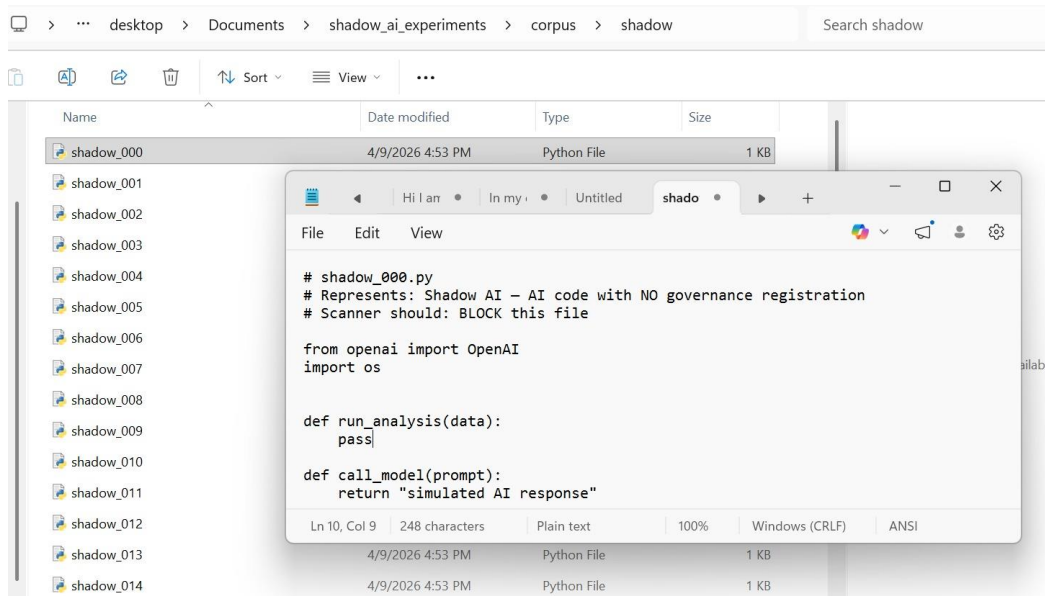 > ... desktop > Documents > shadow_ai_experiments > corpus > shadow
Search shadow
Sort
View
...
Name Date modified Type Size
shadow_000 4/9/2026 4:53 PM Python File 1 KB
shadow_001
shadow_002
shadow_003
shadow_004
shadow_005
shadow_006
shadow_007
shadow_008
shadow_009
shadow_010
shadow_011
shadow_012
shadow_013 4/9/2026 4:53 PM Python File 1 KB
shadow_014 4/9/2026 4:53 PM Python File 1 KB
Hi I am
In my
Untitled
shado
File Edit View
# shadow_000.py
# Represents: Shadow AI — AI code with NO governance registration
# Scanner should: BLOCK this file
from openai import OpenAI
import os
def run_analysis(data):
    pass
def call_model(prompt):
    return "simulated AI response"
Ln 10, Col 9 248 characters Plain text 100% Windows (CRLF) ANSI